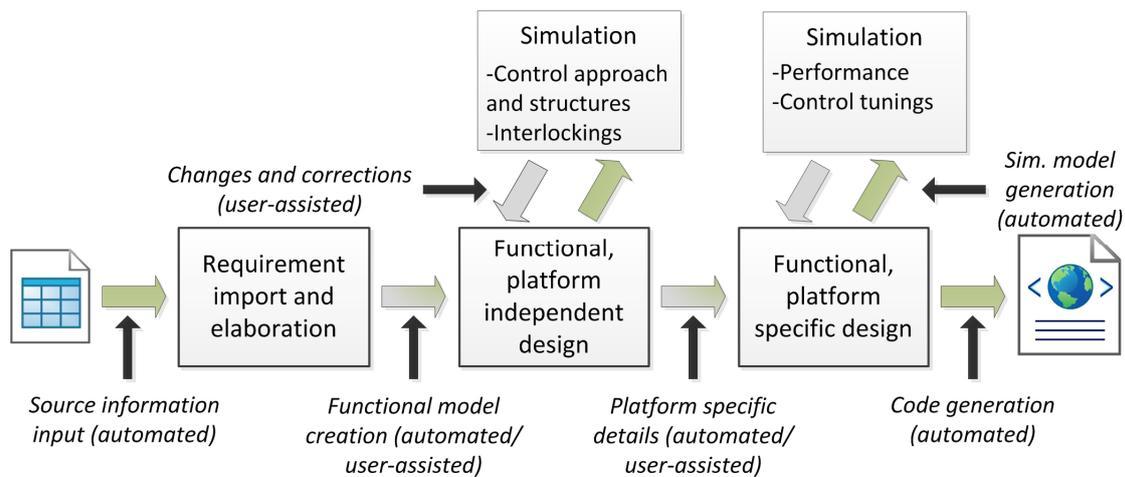 Simulation
-Control approach
and structures
-Interlockings
Simulation
-Performance
-Control tunings
Changes and corrections
(user-assisted)
Sim. model
generation
(automated)
Requirement
import and
elaboration
Functional,
platform
independent
design
Functional,
platform
specific design
< >
Source information
input (automated)
Functional model
creation (automated/
user-assisted)
Platform specific
details (automated/
user-assisted)
Code generation
(automated)